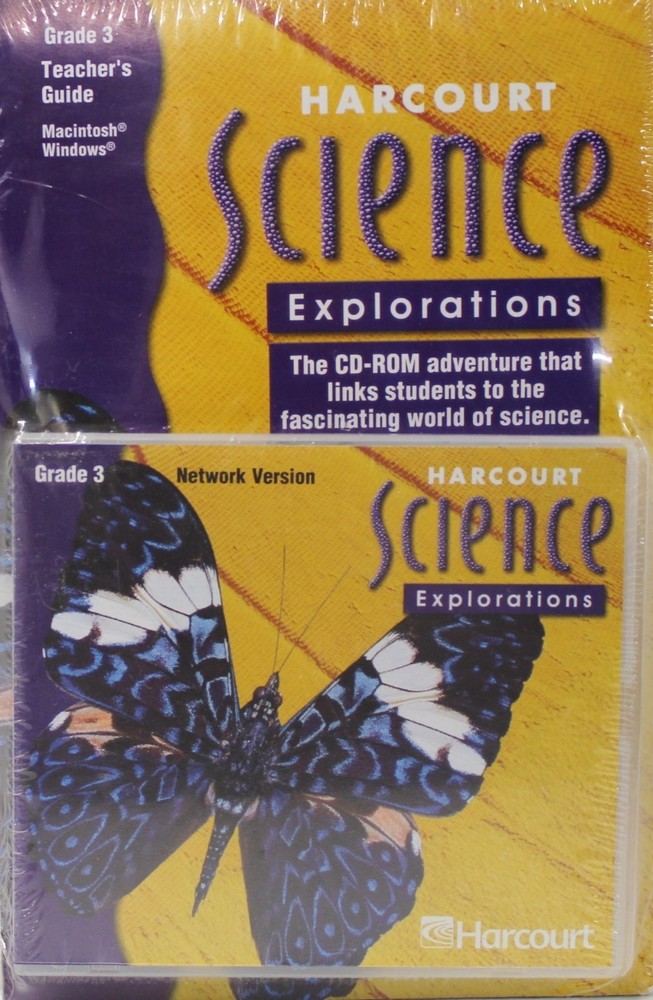 Grade 3
Teacher's
Guide
Macintosh®
Windows®
HARCOURT
Science
Explorations
The CD-ROM adventure that
links students to the
fascinating world of science.
Grade 3
Network Version
HARCOURT
Science
Explorations
Harcourt